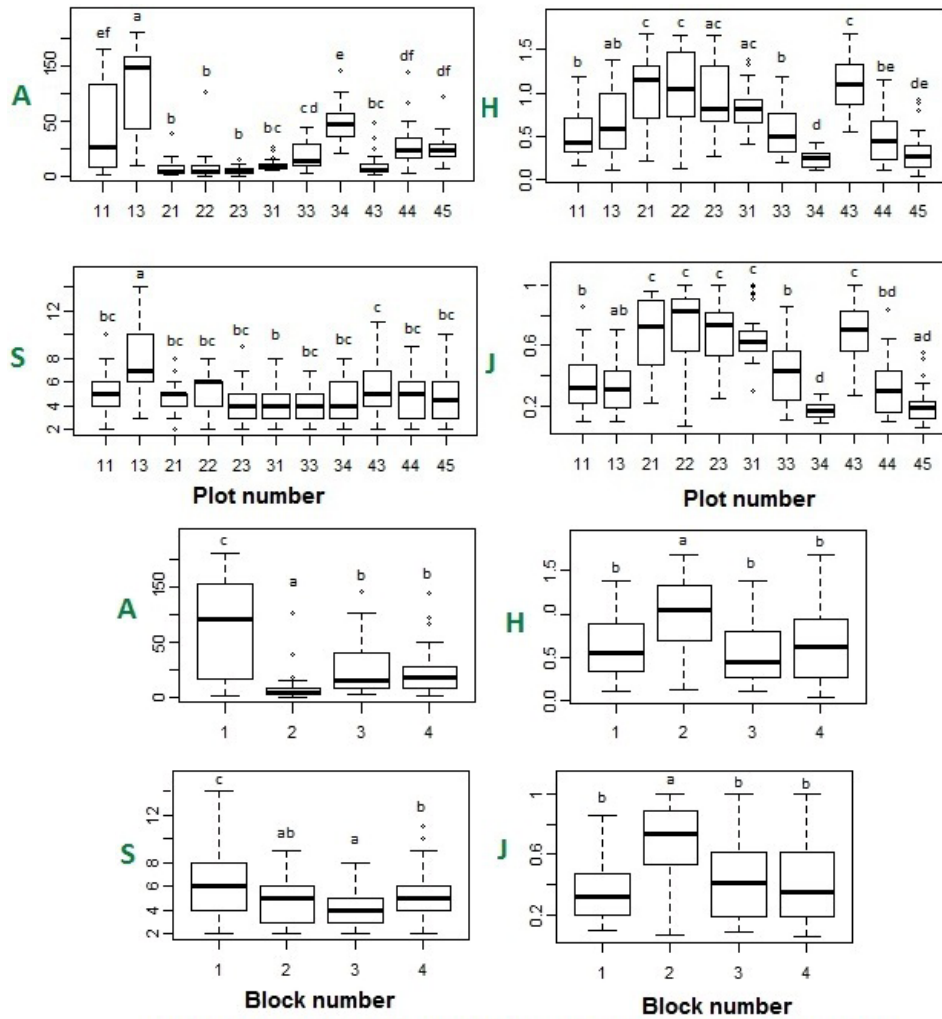 A
150
50
0
ef a bc b b bc cd e bc df df
11 13 21 22 23 31 33 34 43 44 45
H
1.5
1.0
0.5
0.0
b ab c c ac ac b d c be de
11 13 21 22 23 31 33 34 43 44 45
S
12
8
6
4
2
bc a bc bc bc b bc bc c bc bc
11 13 21 22 23 31 33 34 43 44 45
Plot number
J
1
0.6
0.2
b ab c c c c b d c bd ad
11 13 21 22 23 31 33 34 43 44 45
Plot number
A
150
50
0
c a b b
1 2 3 4
H
1.5
1.0
0.5
0.0
b a b b
1 2 3 4
S
12
8
6
4
2
c ab a b
1 2 3 4
Block number
J
1
0.6
0.2
b a b b
1 2 3 4
Block number